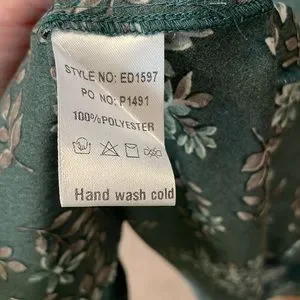 STYLE NO: ED1597
PO NO: P1491
100%POLYESTER
Hand wash cold